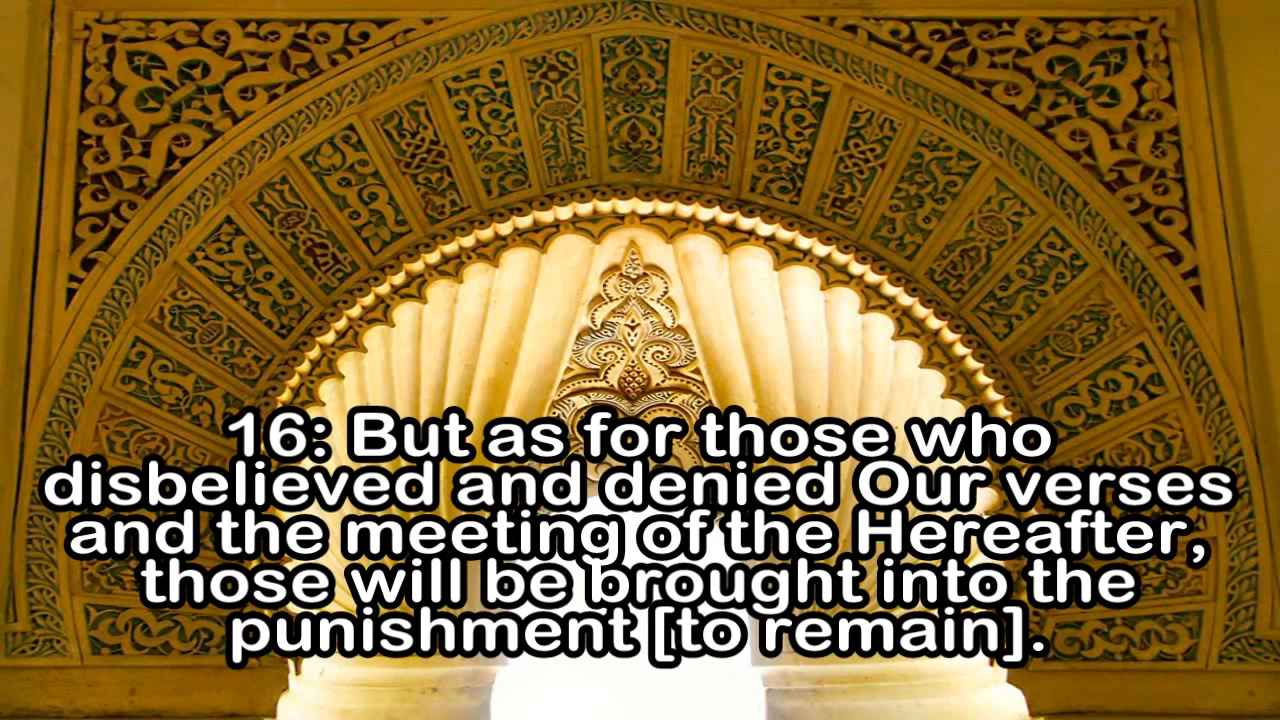 16: But as for those who
disbelieved and denied Our verses
and the meeting of the Hereafter,
those will be brought into the
punishment [to remain].